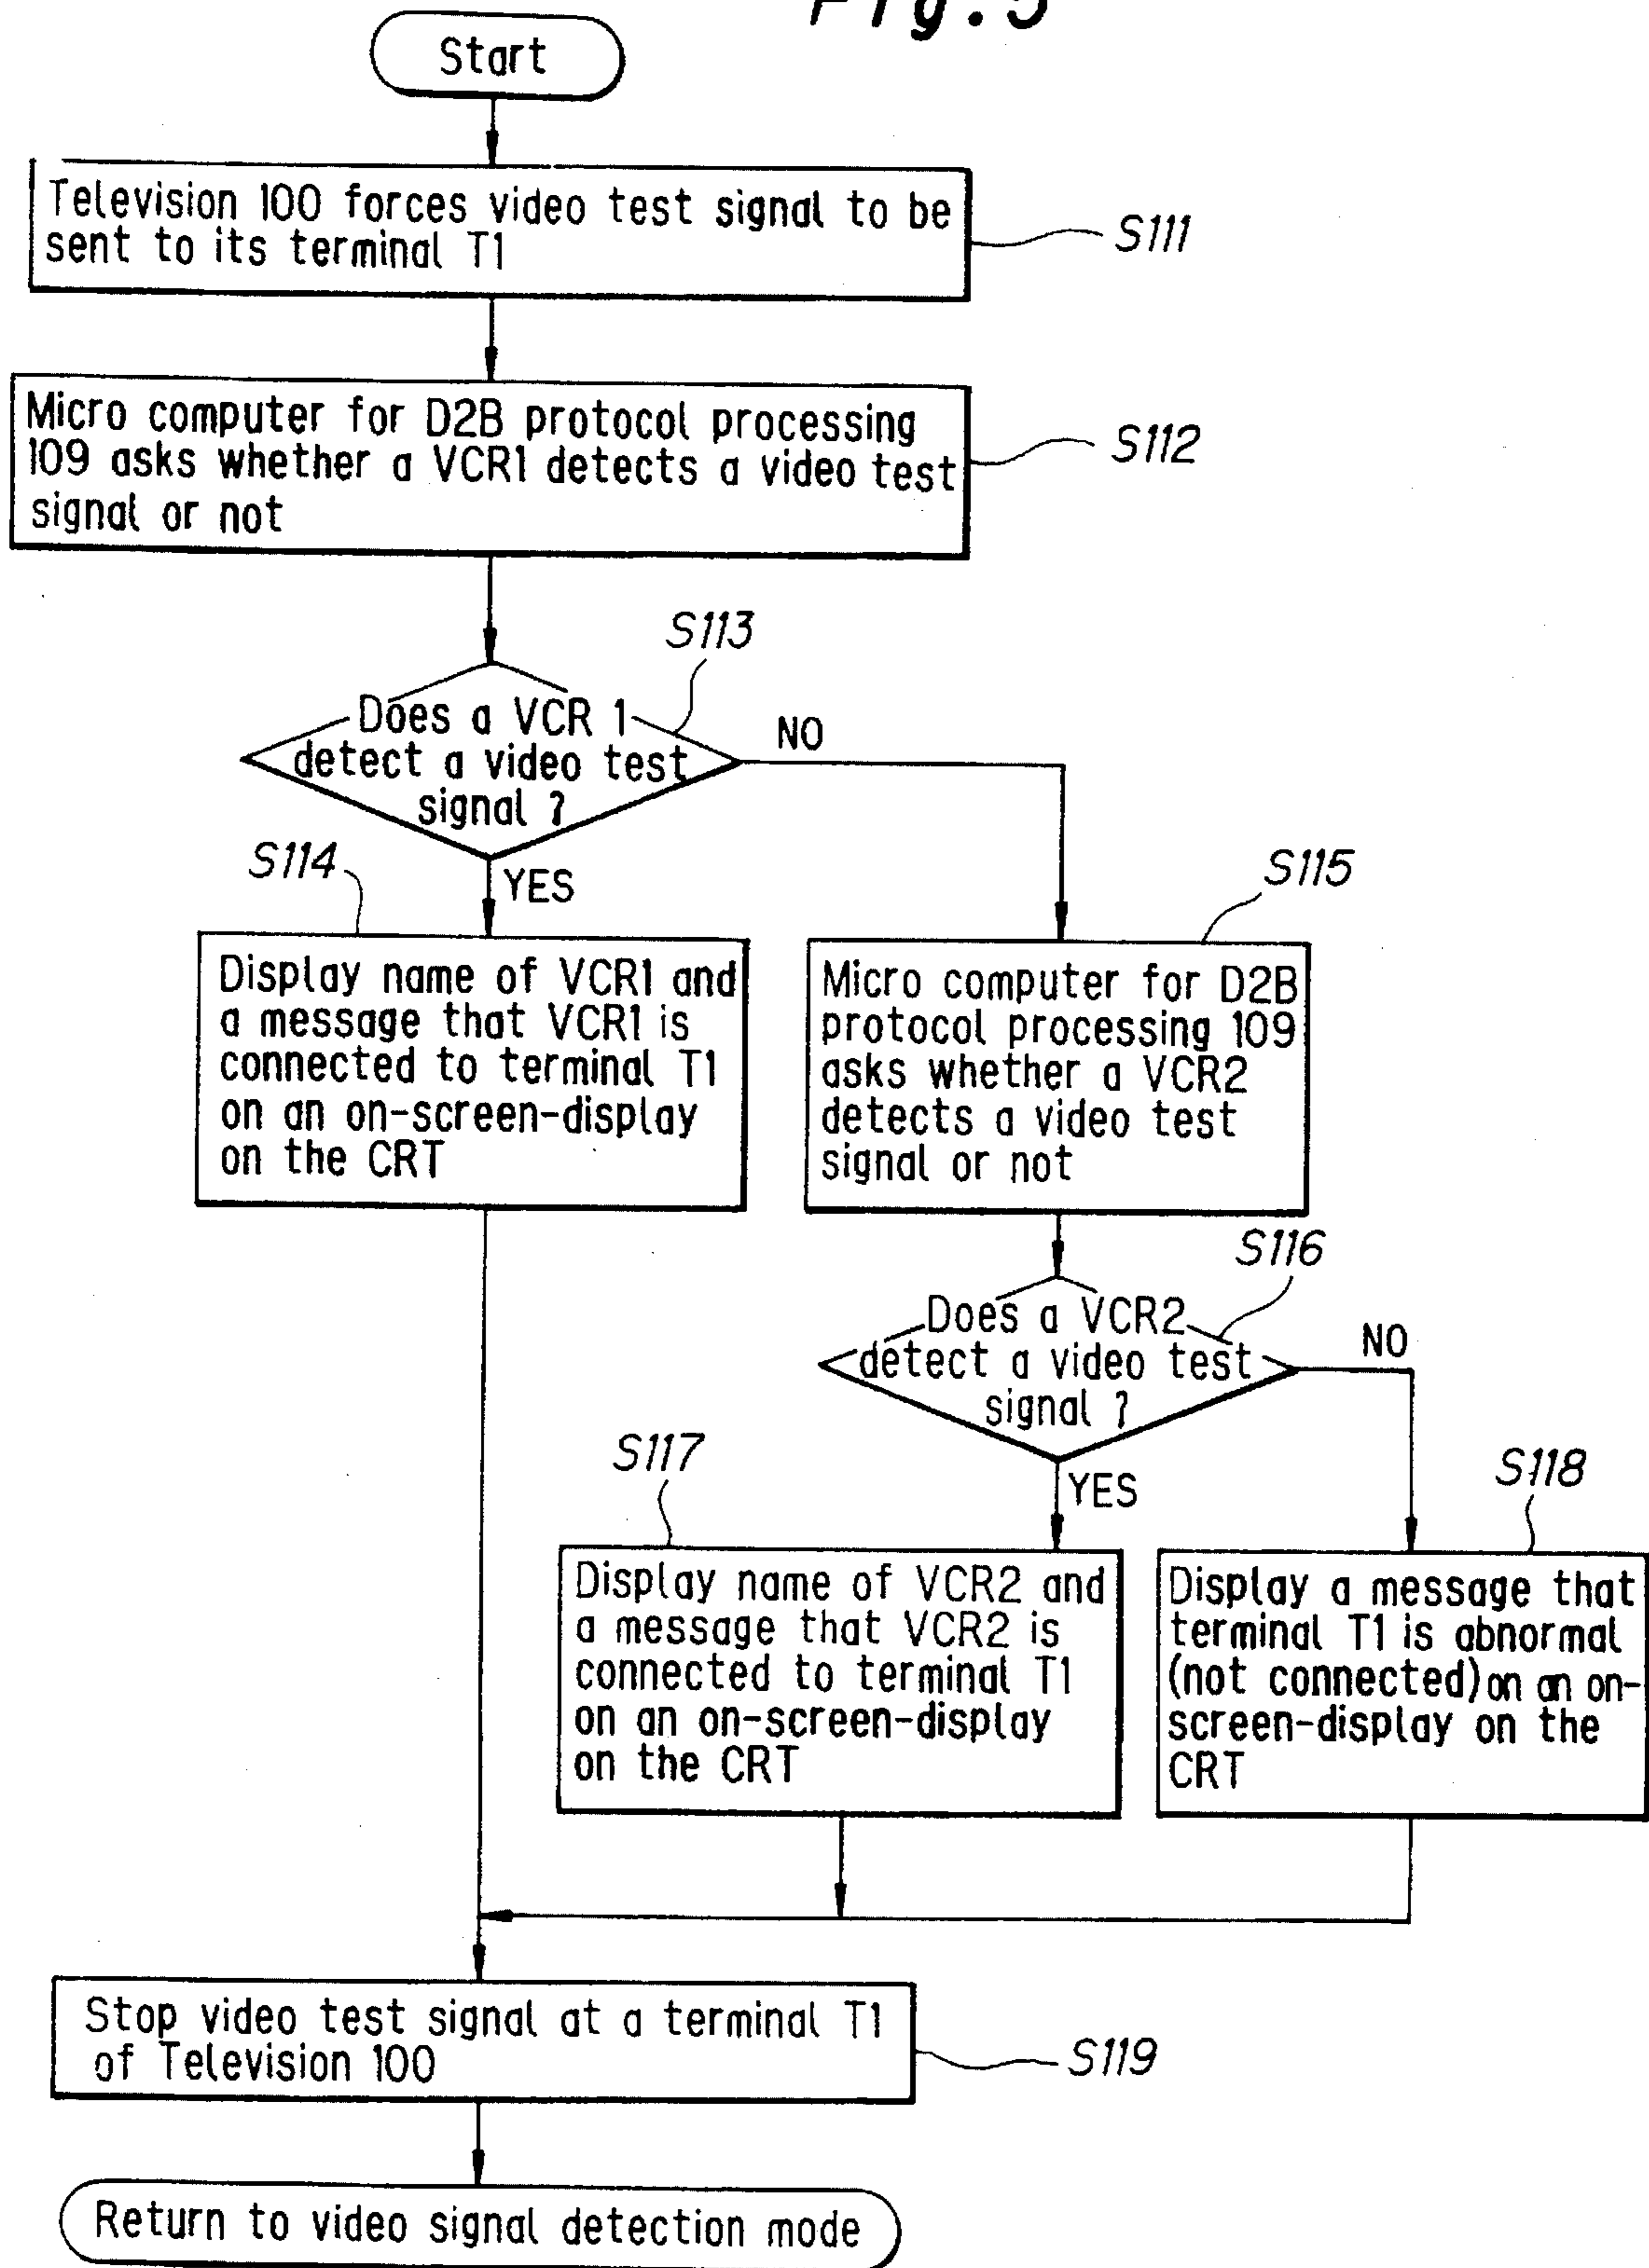 Fig. 5
Start
Television 100 forces video test signal to be
sent to its terminal T1
S111
Micro computer for D2B protocol processing
109 asks whether a VCR1 detects a video test
signal or not
S112
S113
Does a VCR 1
detect a video test
signal ?
NO
S114
YES
S115
Display name of VCR1 and
a message that VCR1 is
connected to terminal T1
on an on-screen-display
on the CRT
Micro computer for D2B
protocol processing 109
asks whether a VCR2
detects a video test
signal or not
S116
Does a VCR2
detect a video test
signal ?
NO
S117
YES
S118
Display name of VCR2 and
a message that VCR2 is
connected to terminal T1
on an on-screen-display
on the CRT
Display a message that
terminal T1 is abnormal
(not connected) on an on-
screen-display on the
CRT
Stop video test signal at a terminal T1
of Television 100
S119
Return to video signal detection mode